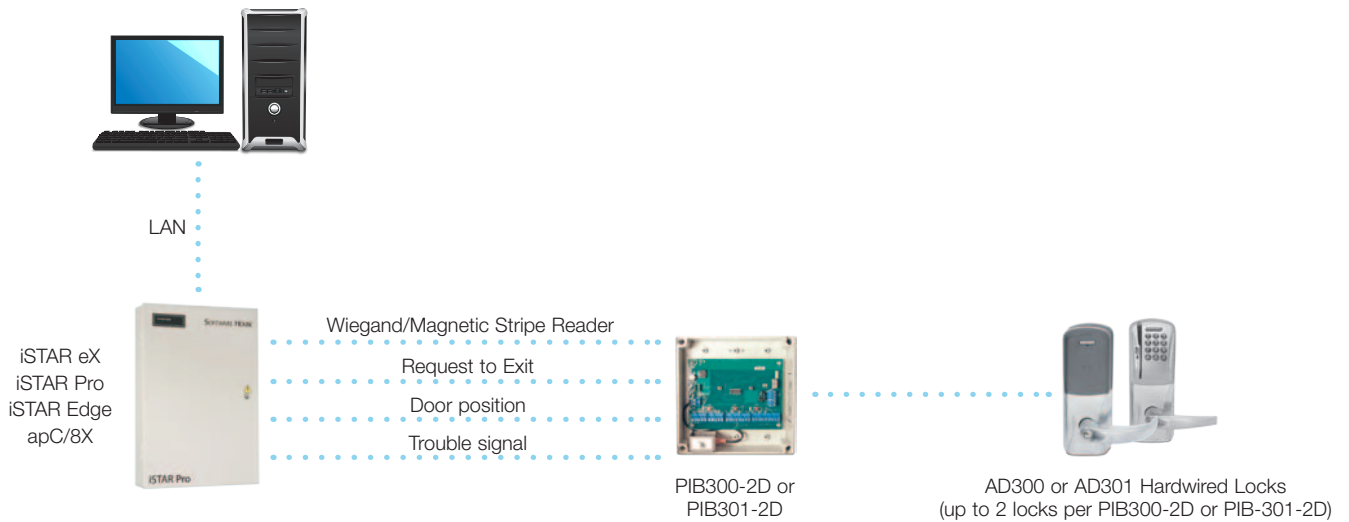 LAN
SOFTWARE HOUSE
iSTAR eX
iSTAR Pro
iSTAR Edge
apC/8X
iSTAR Pro
Wiegand/Magnetic Stripe Reader
Request to Exit
Door position
Trouble signal
PIB300-2D or
PIB301-2D
AD300 or AD301 Hardwired Locks
(up to 2 locks per PIB300-2D or PIB-301-2D)